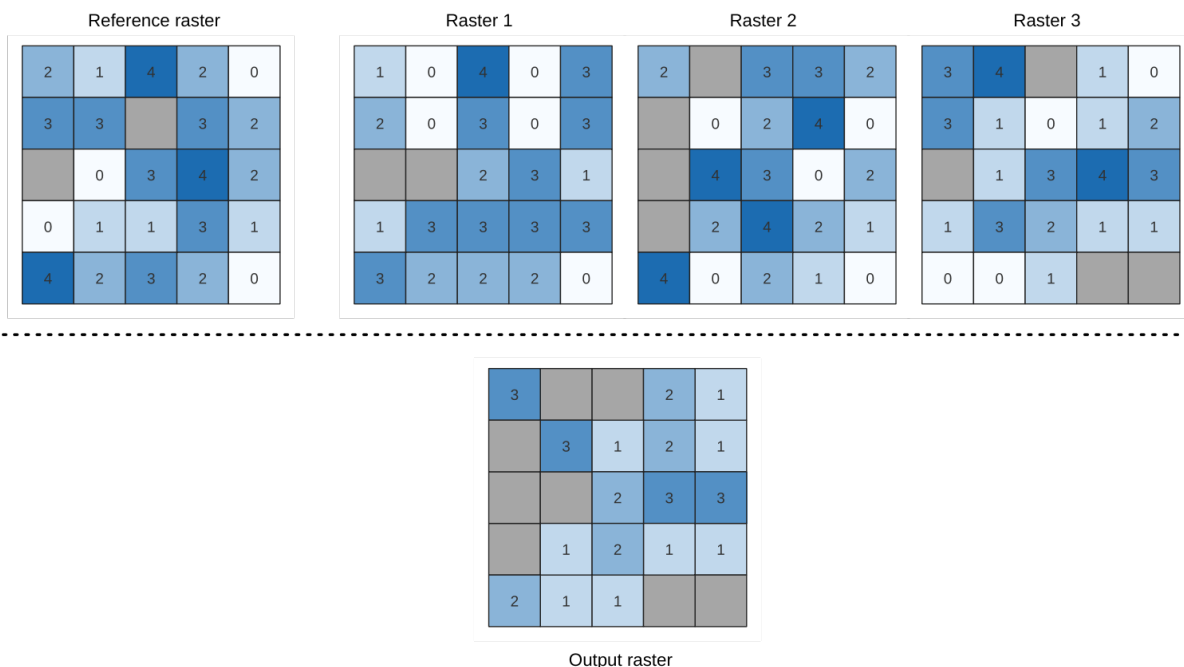 Reference raster Raster 1 Raster 2 Raster 3
2 1 4 2 0 1 0 4 0 3 2 3 3 2 3 4 1 0
3 3 3 2 2 0 3 0 3 0 2 4 0 3 1 0 1 2
0 3 4 2 2 3 1 4 3 0 2 1 3 4 3
0 1 1 3 1 1 3 3 3 3 2 4 2 1 1 3 2 1 1
4 2 3 2 0 3 2 2 2 0 4 0 2 1 0 0 0 1
3 2 1
3 1 2 1
2 3 3
1 2 1 1
2 1 1
Output raster